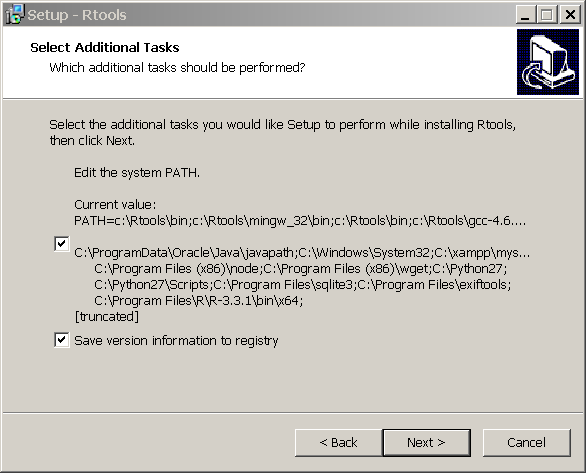 Setup - Rtools
Select Additional Tasks
Which additional tasks should be performed?
Select the additional tasks you would like Setup to perform while installing Rtools,
then click Next.
Edit the system PATH.
Current value:
PATH=c:\Rtools\bin;c:\Rtools\mingw_32\bin;c:\Rtools\bin;c:\Rtools\gcc-4.6....
C:\ProgramData\Oracle\Java\javapath;C:\Windows\System32;C:\xampp\mys...
C:\Program Files (x86)\node;C:\Program Files (x86)\wget;C:\Python27;
C:\Python27\Scripts;C:\Program Files\sqlite3;C:\Program Files\exiftools;
C:\Program Files\R\R-3.3.1\bin\x64;
[truncated]
Save version information to registry
< Back
Next >
Cancel